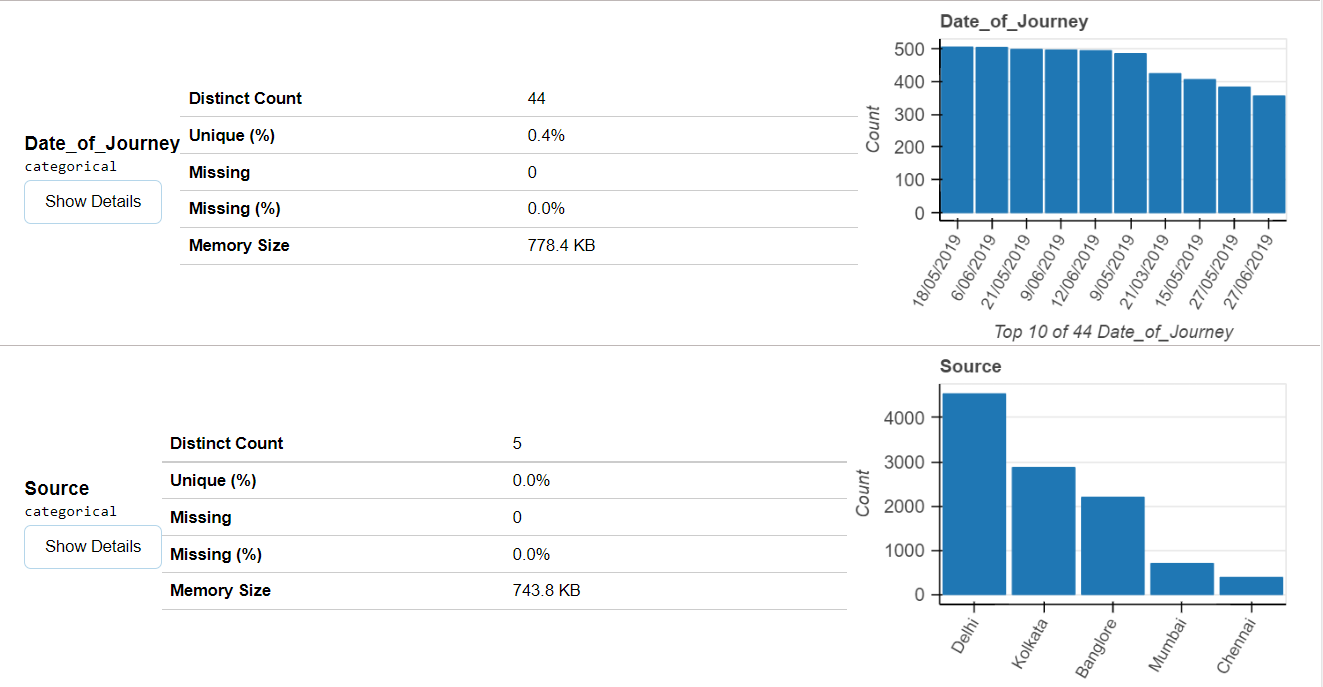 Date_of_Journey
categorical
Show Details
Distinct Count 44
Unique (%) 0.4%
Missing 0
Missing (%) 0.0%
Memory Size 778.4 KB
Date_of_Journey
Count
500
400
300
200
100
0
18/05/2019
6/06/2019
21/05/2019
9/06/2019
12/06/2019
9/05/2019
21/03/2019
15/05/2019
27/05/2019
27/06/2019
Top 10 of 44 Date_of_Journey
Source
categorical
Show Details
Distinct Count 5
Unique (%) 0.0%
Missing 0
Missing (%) 0.0%
Memory Size 743.8 KB
Source
Count
4000
3000
2000
1000
0
Delhi
Kolkata
Banglore
Mumbai
Chennai